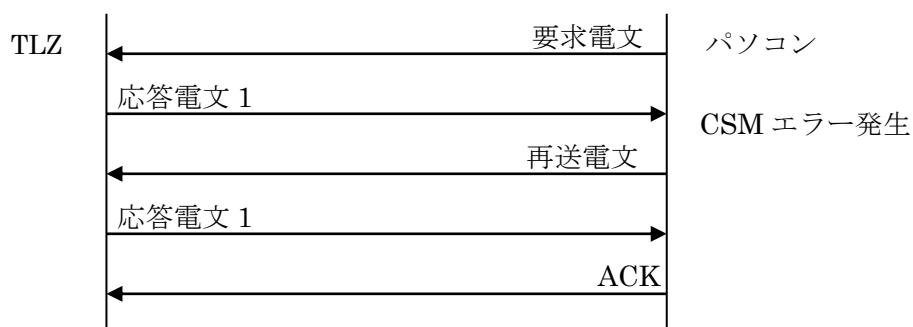 TLZ
要求電文
パソコン
応答電文 1
CSM エラー発生
再送電文
応答電文 1
ACK